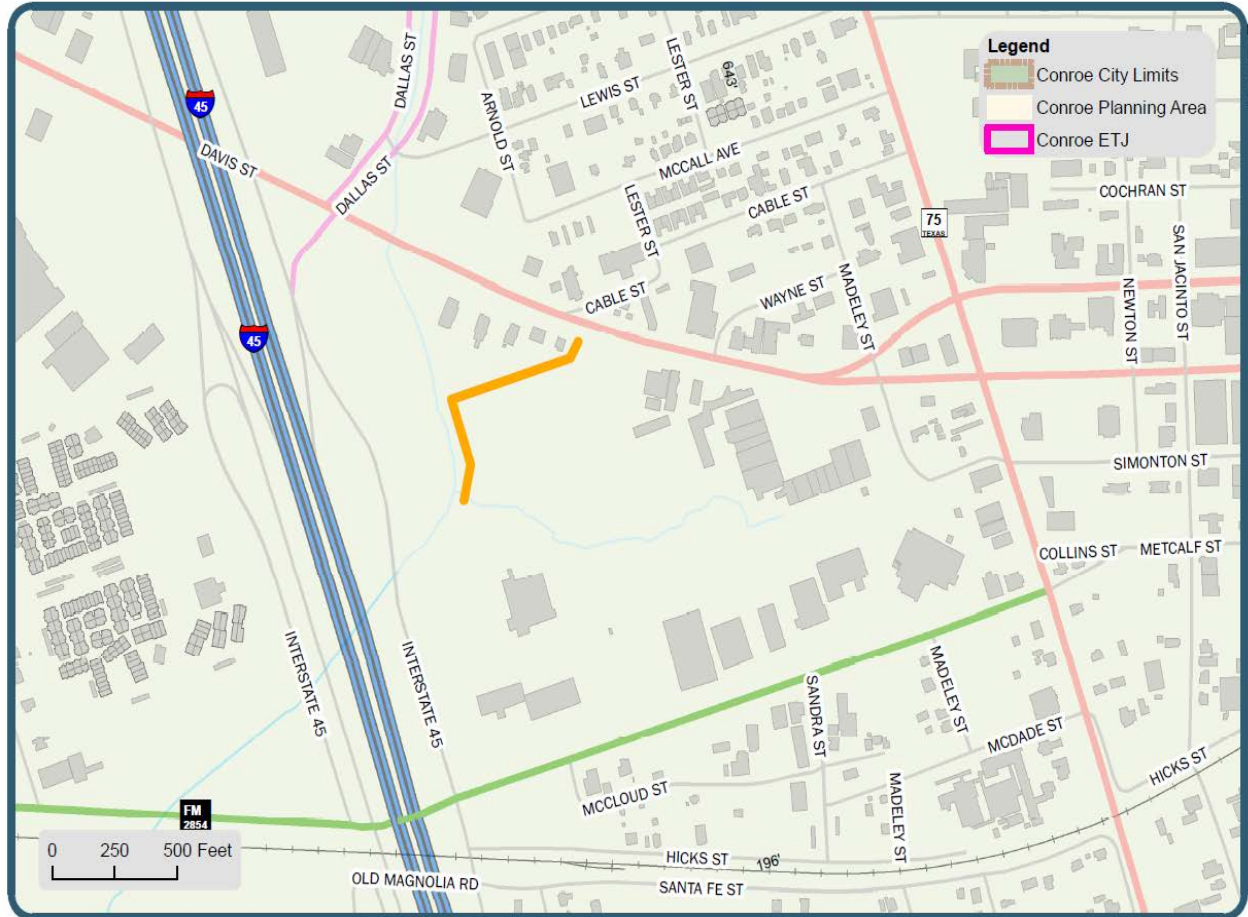 Legend
Conroe City Limits
Conroe Planning Area
Conroe ETJ
DALLAS ST
LESTER ST
643'
LEWIS ST
ARNOLD ST
45
DAVIS ST
DALLAS ST
MCCALL AVE
COCHRAN ST
LESTER ST
CABLE ST
75
TEXAS
SAN JACINTO ST
NEWTON ST
CABLE ST
WAYNE ST
MADELEY ST
45
SIMONTON ST
COLLINS ST
METCALF ST
INTERSTATE 45
INTERSTATE 45
SANDRA ST
MADELEY ST
MCDADE ST
HICKS ST
MCCLOUD ST
MADELEY ST
FM
2854
0 250 500 Feet
HICKS ST
196'
OLD MAGNOLIA RD
SANTA FE ST